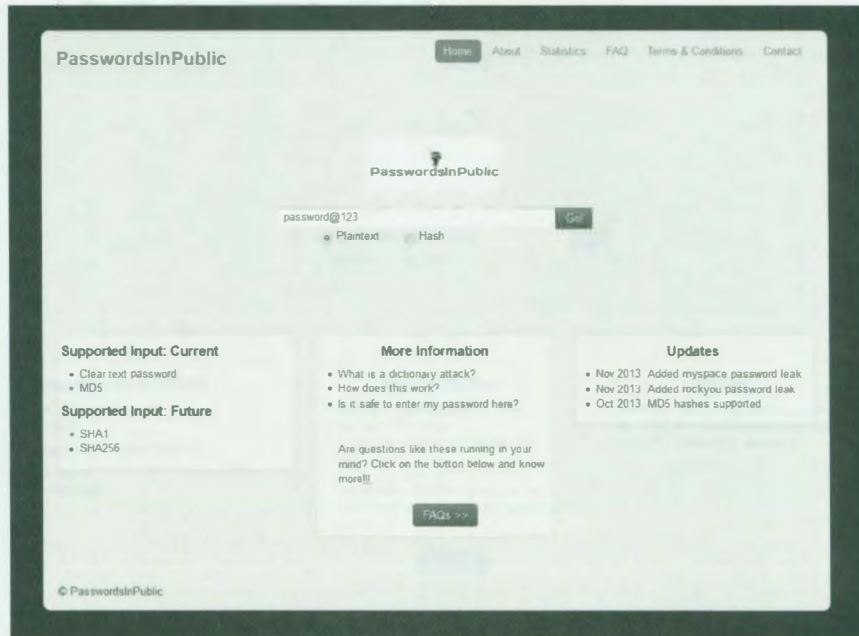 PasswordsInPublic
Home About Statistics FAQ Terms & Conditions Contact
PasswordsInPublic
password@123
Go!
Plaintext Hash
Supported Input: Current
Clear text password
MD5
Supported Input: Future
SHA1
SHA256
More Information
What is a dictionary attack?
How does this work?
Is it safe to enter my password here?
Are questions like these running in your
mind? Click on the button below and know
more!!!
FAQs >>
Updates
Nov 2013 Added myspace password leak
Nov 2013 Added rockyou password leak
Oct 2013 MD5 hashes supported
© PasswordsInPublic